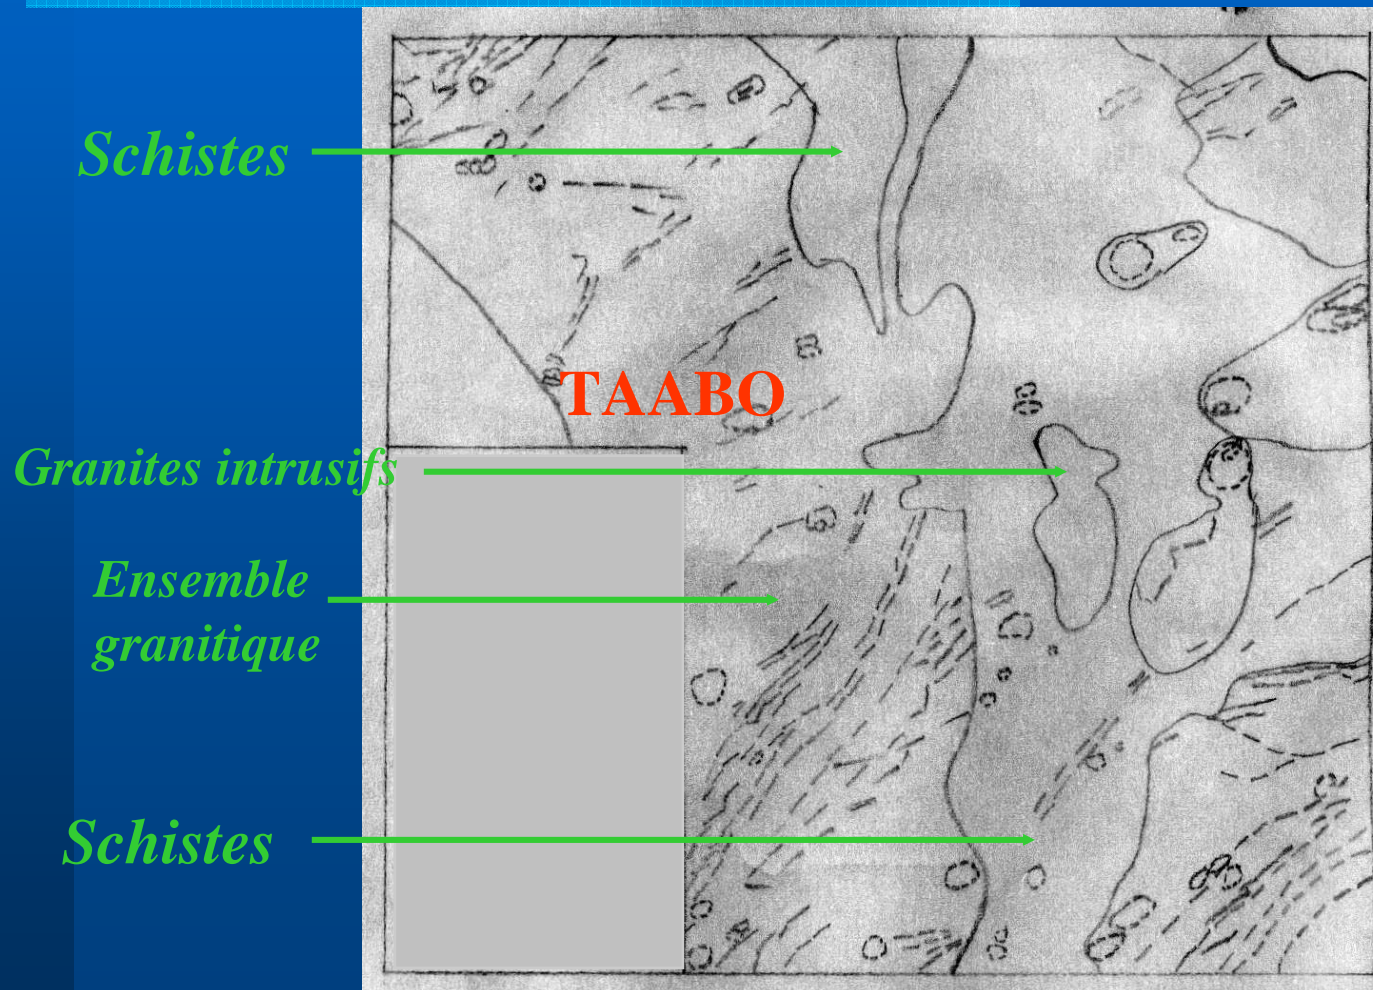 Schistes
TAABO
Granites intrusifs
Ensemble
granitique
Schistes